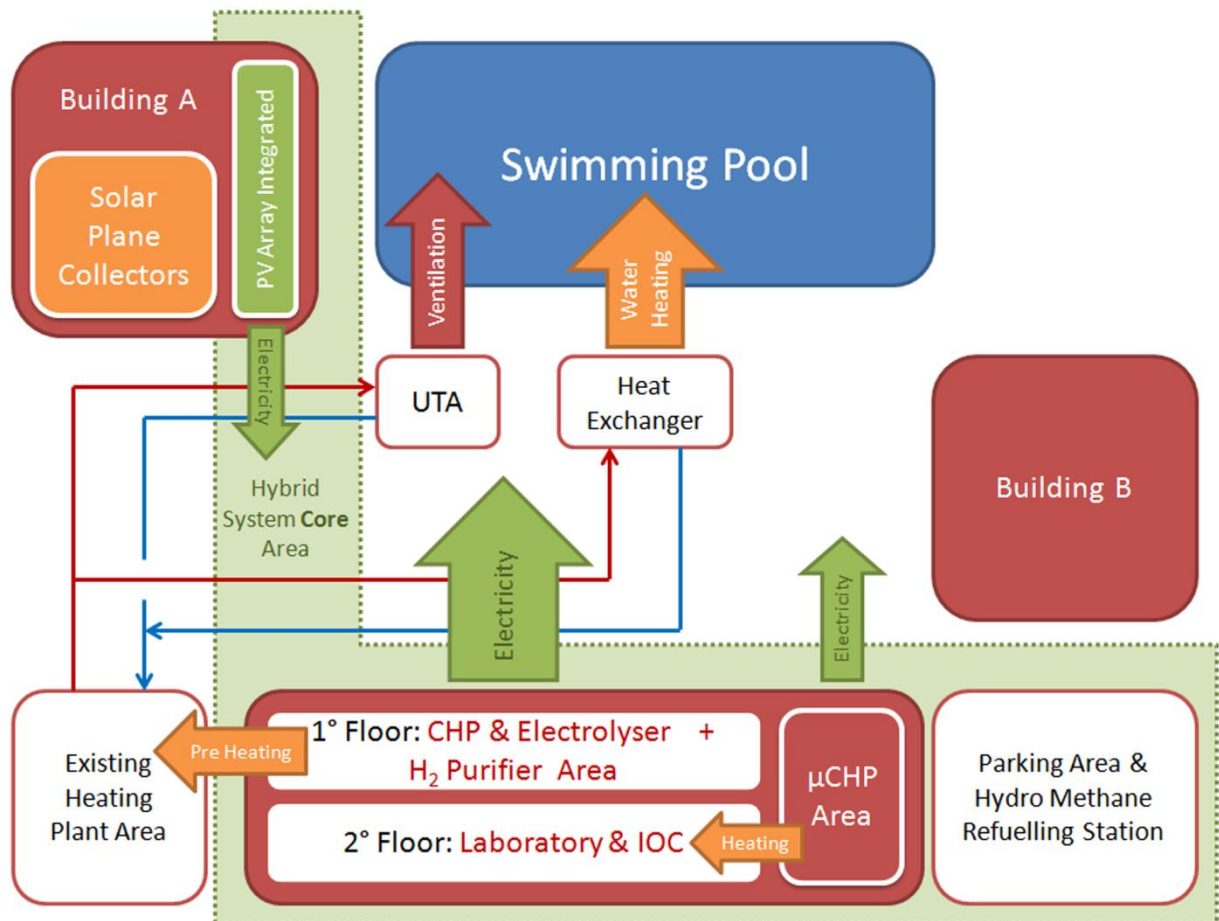 Building A
PV Array Integrated
Solar
Plane
Collectors
Swimming Pool
Ventilation
Water
Heating
Electricity
UTA
Heat
Exchanger
Building B
Hybrid
System Core
Area
Electricity
Electricity
Existing
Heating
Plant Area
Pre Heating
1° Floor: CHP & Electrolyser +
H₂ Purifier Area
2° Floor: Laboratory & IOC
Heating
µCHP
Area
Parking Area &
Hydro Methane
Refuelling Station